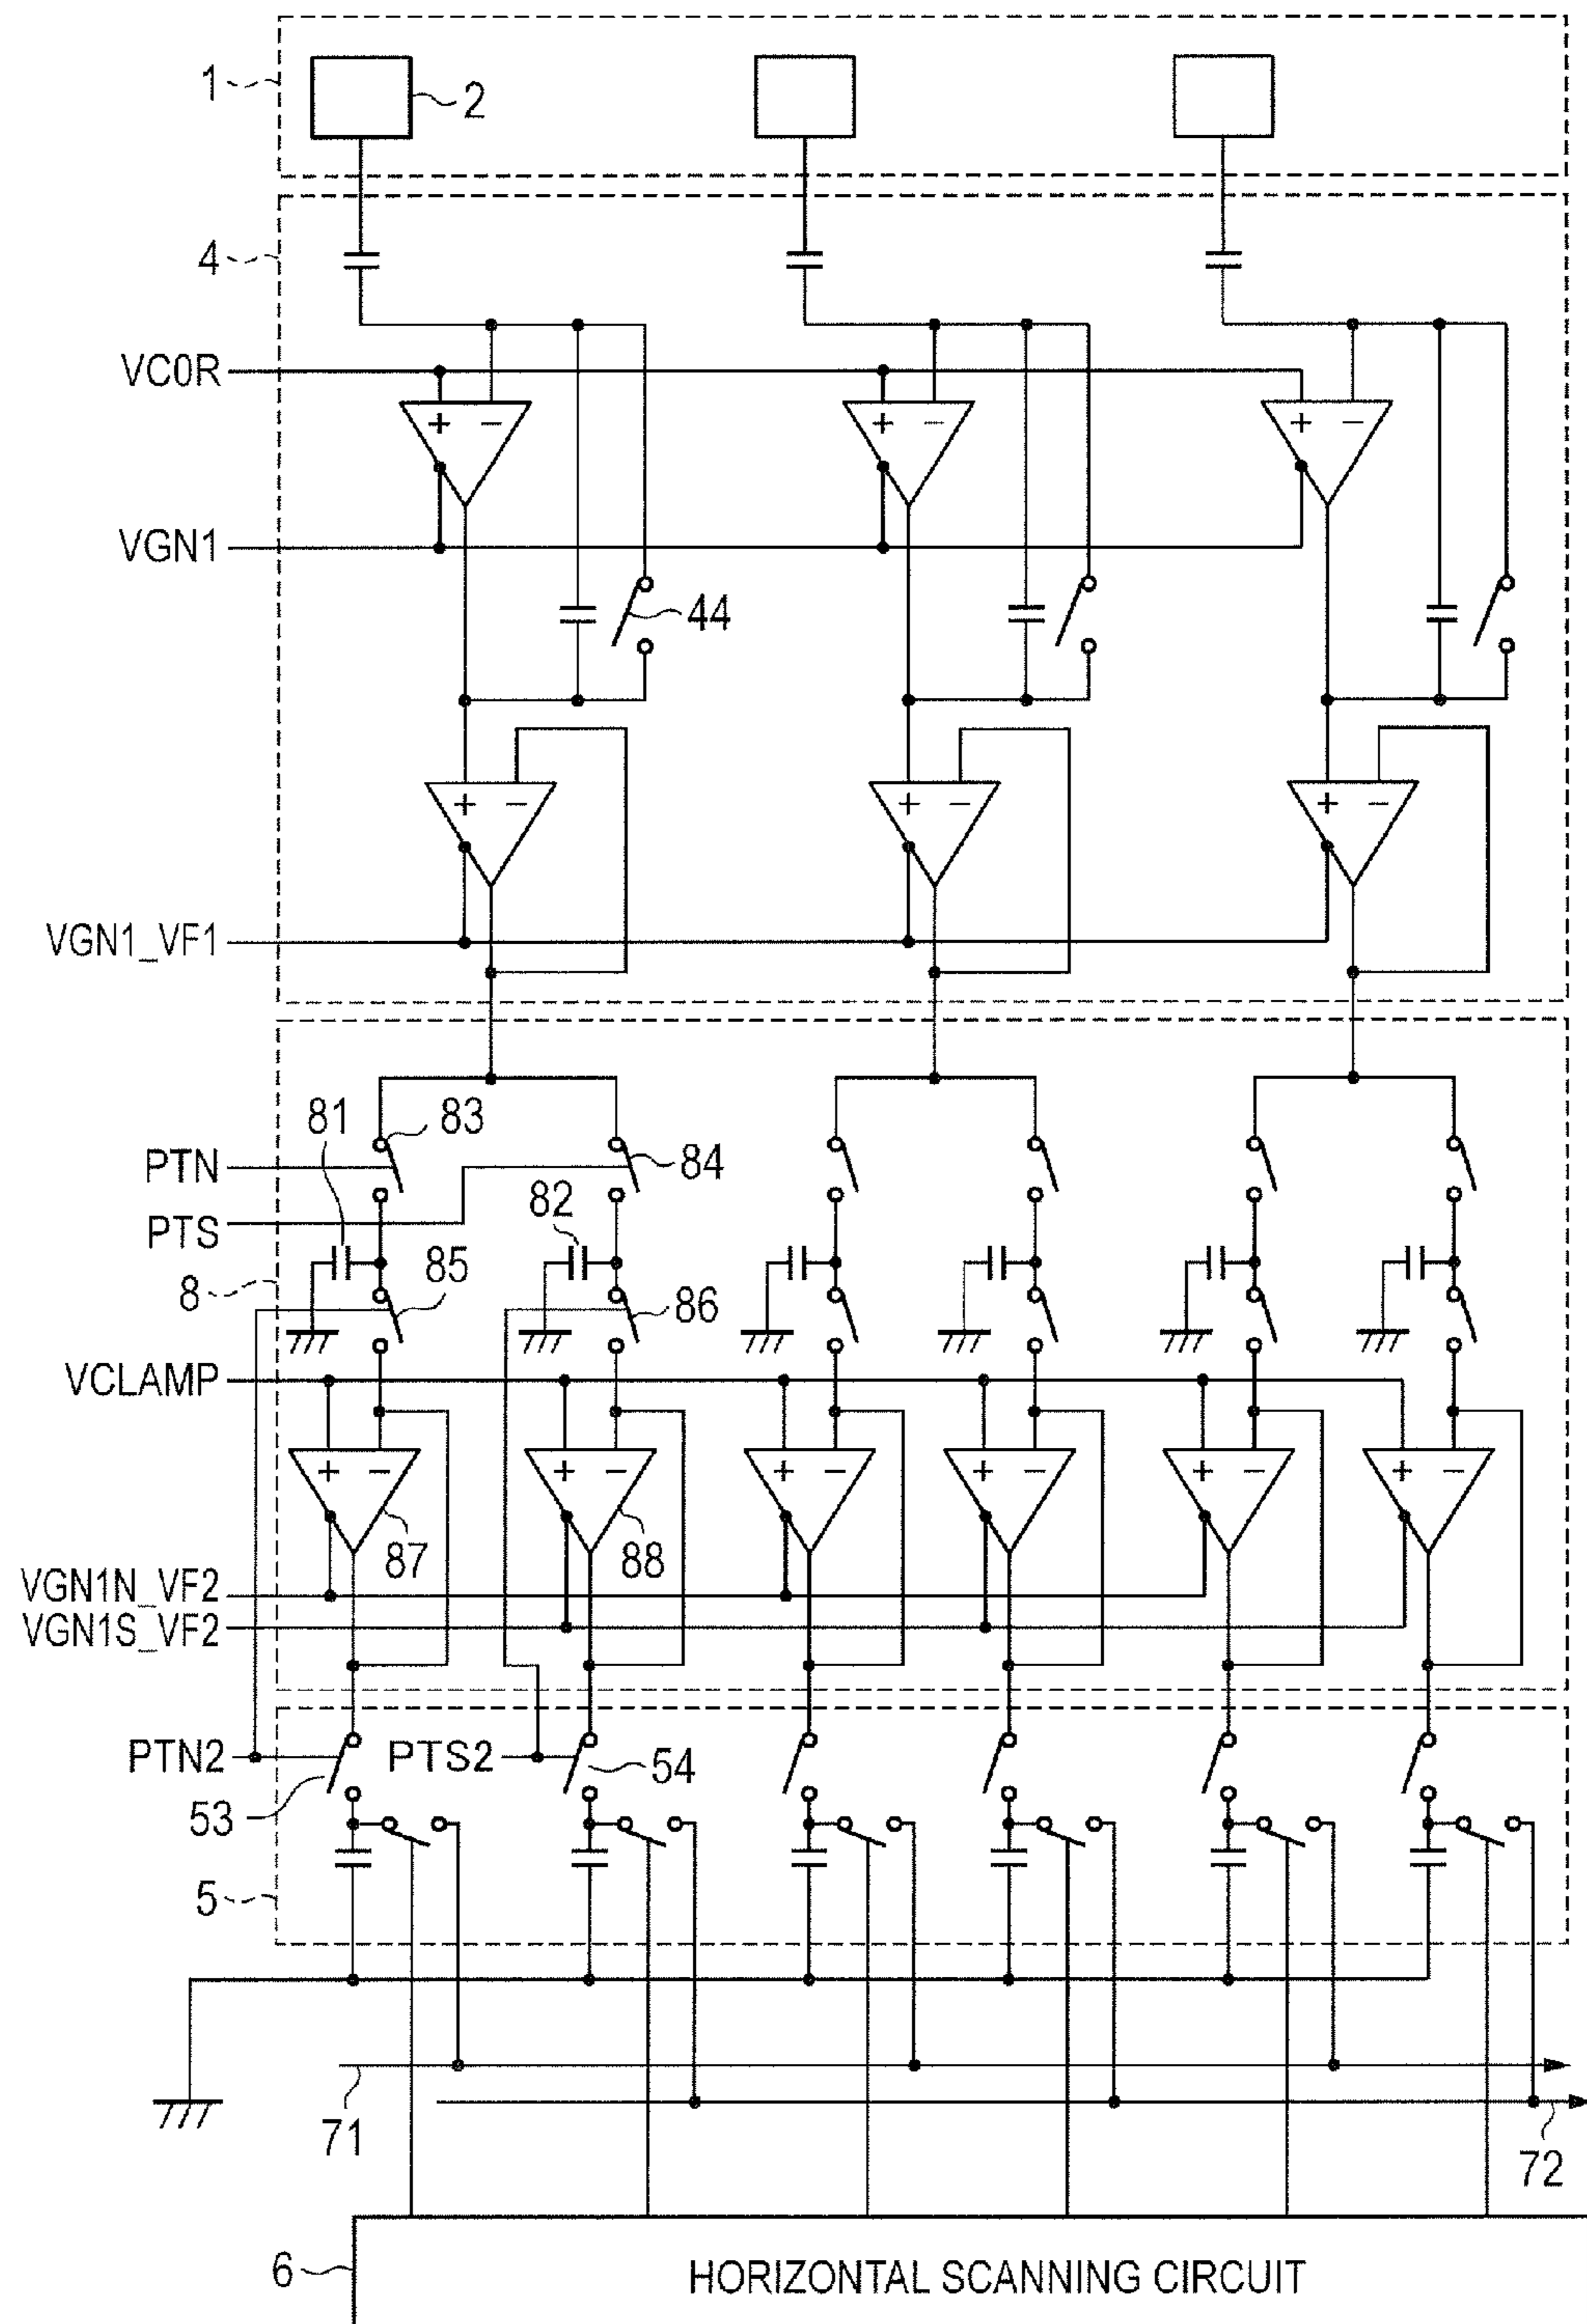 1
2
4
VC0R
+ −
+ −
+ −
VGN1
44
+ −
+ −
+ −
VGN1_VF1
81
83
PTN
84
82
PTS
85
8
86
VCLAMP
+ −
+ −
+ −
+ −
+ −
+ −
87
88
VGN1N_VF2
VGN1S_VF2
PTN2
PTS2
54
53
5
71
72
6
HORIZONTAL SCANNING CIRCUIT